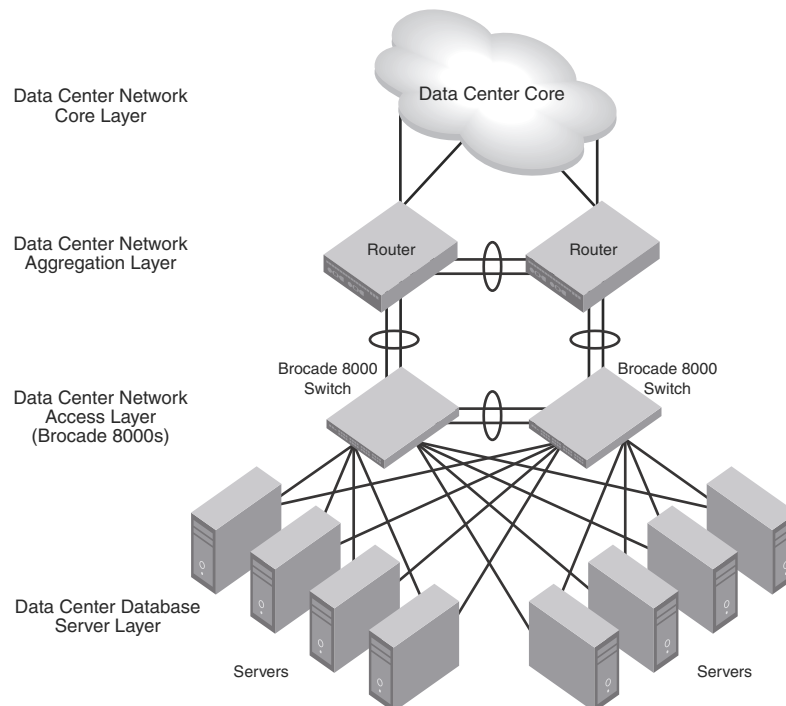 Data Center Network
Core Layer
Data Center Core
Data Center Network
Aggregation Layer
Router
Router
Brocade 8000
Switch
Brocade 8000
Switch
Data Center Network
Access Layer
(Brocade 8000s)
Data Center Database
Server Layer
Servers
Servers